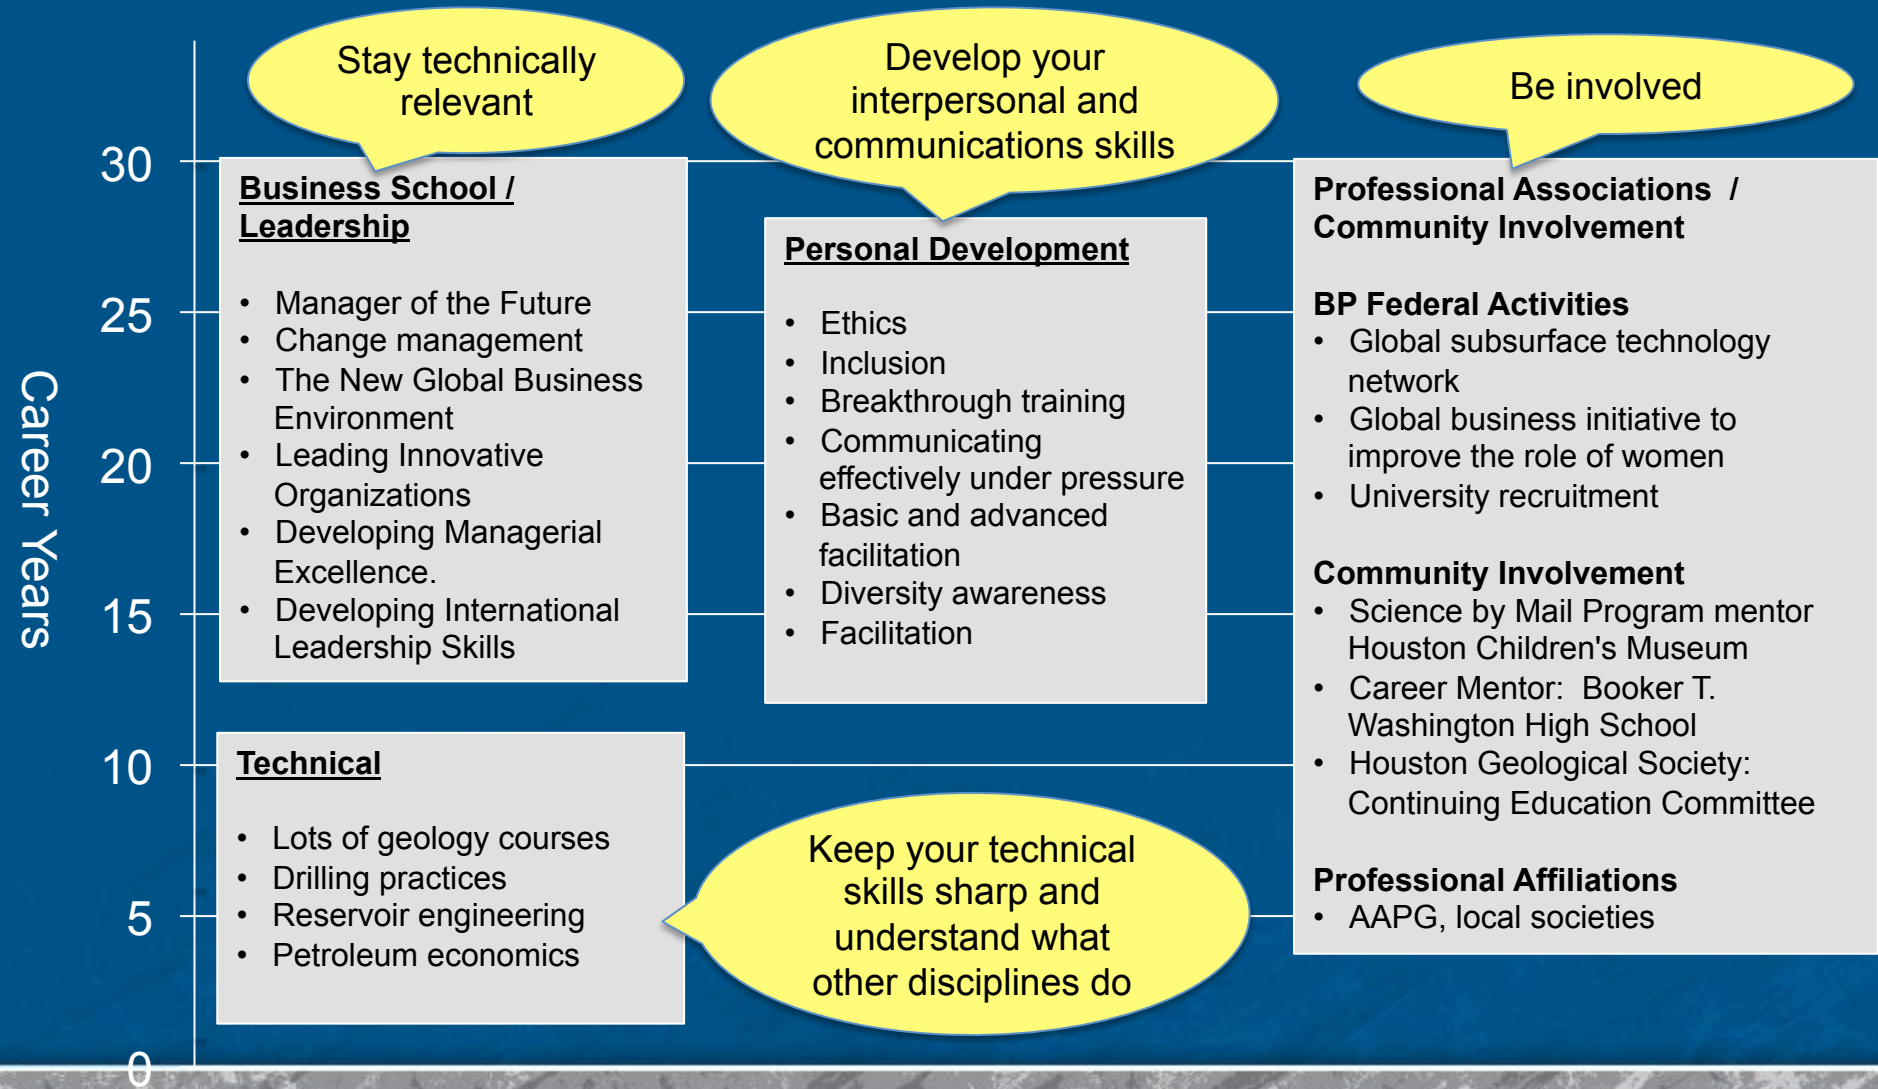 Stay technically
relevant
Develop your
interpersonal and
communications skills
Be involved
Career Years
30
25
20
15
10
5
0
Business School /
Leadership
• Manager of the Future
• Change management
• The New Global Business
Environment
• Leading Innovative
Organizations
• Developing Managerial
Excellence.
• Developing International
Leadership Skills
Technical
• Lots of geology courses
• Drilling practices
• Reservoir engineering
• Petroleum economics
Personal Development
• Ethics
• Inclusion
• Breakthrough training
• Communicating
effectively under pressure
• Basic and advanced
facilitation
• Diversity awareness
• Facilitation
Keep your technical
skills sharp and
understand what
other disciplines do
Professional Associations /
Community Involvement
BP Federal Activities
• Global subsurface technology
network
• Global business initiative to
improve the role of women
• University recruitment
Community Involvement
• Science by Mail Program mentor
Houston Children's Museum
• Career Mentor: Booker T.
Washington High School
• Houston Geological Society:
Continuing Education Committee
Professional Affiliations
• AAPG, local societies